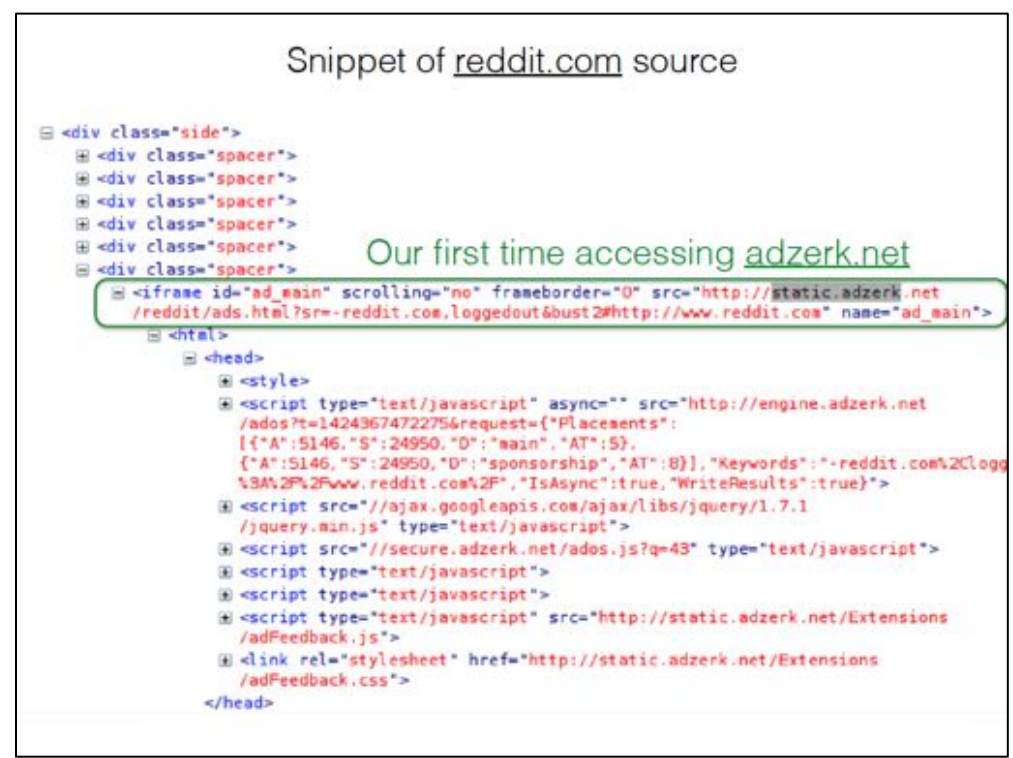 Snippet of reddit.com source
<div class="side">
<div class="spacer">
<div class="spacer">
<div class="spacer">
<div class="spacer">
<div class="spacer">
Our first time accessing adzerk.net
<div class="spacer">
<iframe id="ad_main" scrolling="no" frameborder="0" src="http://static.adzerk.net
/reddit/ads.html?sr=-reddit.com,loggedout&bust2#http://www.reddit.com" name="ad_main">
<html>
<head>
<style>
<script type="text/javascript" async="" src="http://engine.adzerk.net
/ados?t=1424367472275&request={"Placements":
[{"A":5146,"S":24950,"D":"main","AT":5},
{"A":5146,"S":24950,"D":"sponsorship","AT":8}],"Keywords":"-reddit.com%2Clogg
%3A%2F%2Fwww.reddit.com%2F","IsAsync":true,"WriteResults":true}">
<script src="//ajax.googleapis.com/ajax/libs/jquery/1.7.1
/jquery.min.js" type="text/javascript">
<script src="//secure.adzerk.net/ados.js?q=43" type="text/javascript">
<script type="text/javascript">
<script type="text/javascript">
<script type="text/javascript" src="http://static.adzerk.net/Extensions
/adFeedback.js">
<link rel="stylesheet" href="http://static.adzerk.net/Extensions
/adFeedback.css">
</head>